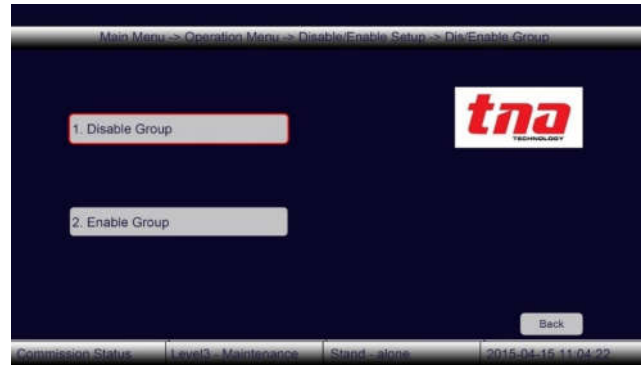 Main Menu -> Operation Menu -> Disable/Enable Setup -> Dis/Enable Group
1. Disable Group
tna
TECHNOLOGY
2. Enable Group
Back
Commission Status Level3 - Maintenance Stand - alone 2015-04-15 11:04:22